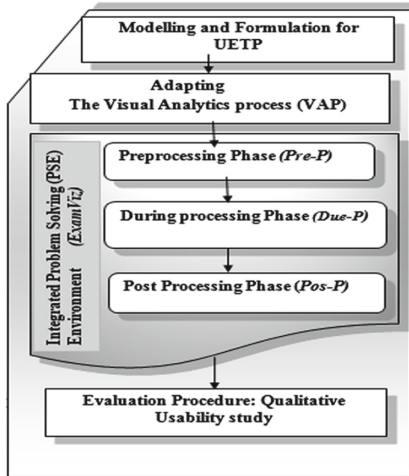 Modelling and Formulation for
UETP
Adapting
The Visual Analytics process (VAP)
Integrated Problem Solving (PSE)
Environment (ExamViz)
Preprocessing Phase (Pre-P)
During processing Phase (Due-P)
Post Processing Phase (Pos-P)
Evaluation Procedure: Qualitative
Usability study